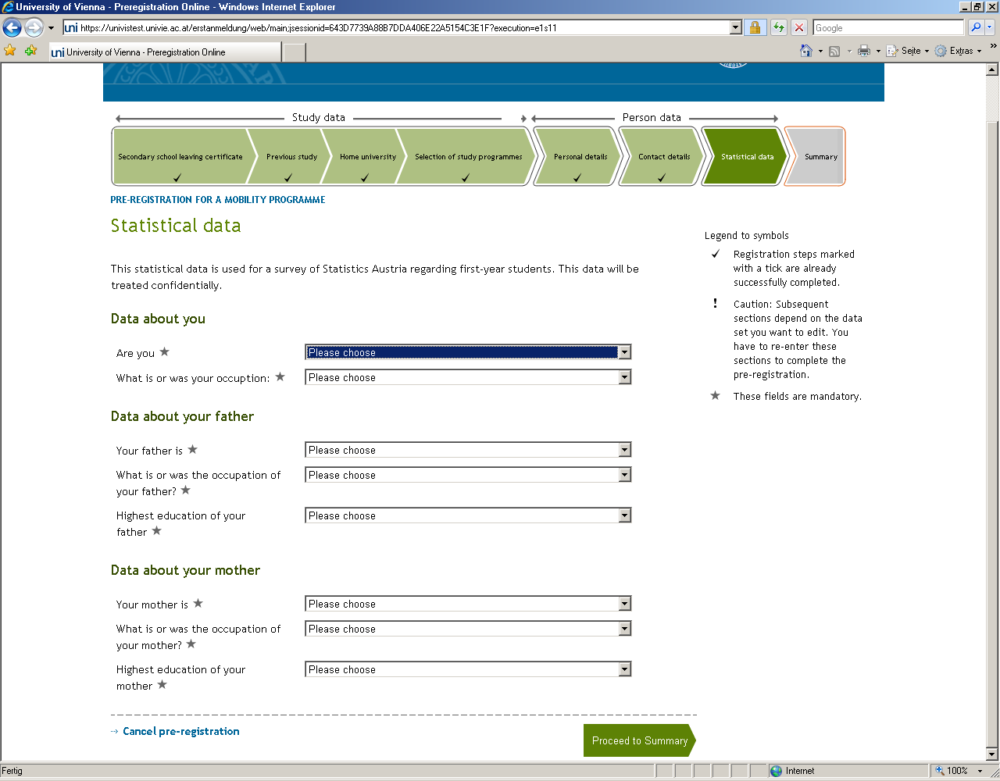 University of Vienna - Preregistration Online - Windows Internet Explorer
uni https://univistest.univie.ac.at/erstanmeldung/web/main;jsessionid=643D7739A88B7DDA406E22A5154C3E1F?execution=e1s11
Google
uni University of Vienna - Preregistration Online
Seite
Extras
»
Study data
Person data
Secondary school leaving certificate
Previous study
Home university
Selection of study programmes
Personal details
Contact details
Statistical data
Summary
PRE-REGISTRATION FOR A MOBILITY PROGRAMME
Statistical data
This statistical data is used for a survey of Statistics Austria regarding first-year students. This data will be
treated confidentially.
Data about you
Are you ★
Please choose
What is or was your occuption: ★
Please choose
Data about your father
Your father is ★
Please choose
What is or was the occupation of
your father? ★
Please choose
Highest education of your
father ★
Please choose
Data about your mother
Your mother is ★
Please choose
What is or was the occupation of
your mother? ★
Please choose
Highest education of your
mother ★
Please choose
Cancel pre-registration
Proceed to Summary
Legend to symbols
✓ Registration steps marked
with a tick are already
successfully completed.
! Caution: Subsequent
sections depend on the data
set you want to edit. You
have to re-enter these
sections to complete the
pre-registration.
★ These fields are mandatory.
Fertig
Internet
100%